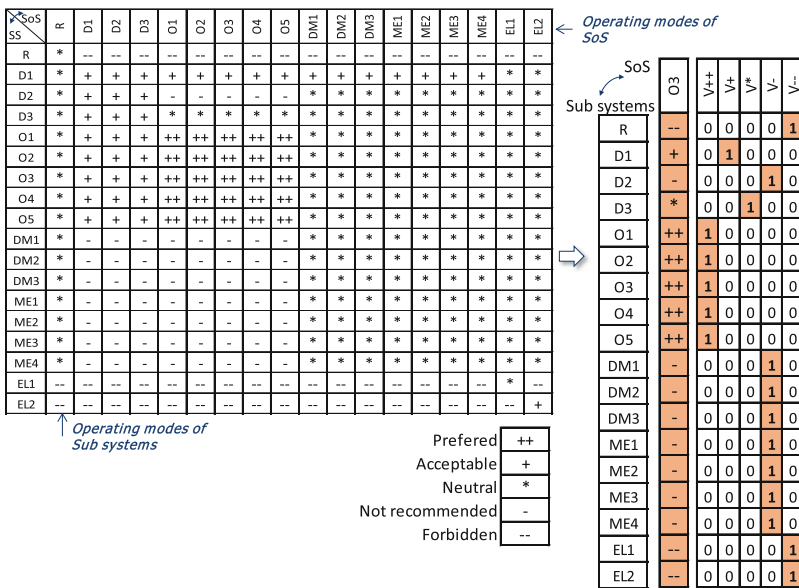 SoS SS R D1 D2 D3 O1 O2 O3 O4 O5 DM1 DM2 DM3 ME1 ME2 ME3 ME4 EL1 EL2
R * -- -- -- -- -- -- -- -- -- -- -- -- -- -- -- -- --
D1 * + + + + + + + + + + + + + + + * *
D2 * + + + - - - - - * * * * * * * * *
D3 * + + + * * * * * * * * * * * * * *
O1 * + + + ++ ++ ++ ++ ++ * * * * * * * * *
O2 * + + + ++ ++ ++ ++ ++ * * * * * * * * *
O3 * + + + ++ ++ ++ ++ ++ * * * * * * * * *
O4 * + + + ++ ++ ++ ++ ++ * * * * * * * * *
O5 * + + + ++ ++ ++ ++ ++ * * * * * * * * *
DM1 * - - - - - - - - * * * * * * * * *
DM2 * - - - - - - - - * * * * * * * * *
DM3 * - - - - - - - - * * * * * * * * *
ME1 * - - - - - - - - * * * * * * * * *
ME2 * - - - - - - - - * * * * * * * * *
ME3 * - - - - - - - - * * * * * * * * *
ME4 * - - - - - - - - * * * * * * * * *
EL1 -- -- -- -- -- -- -- -- -- -- -- -- -- -- -- -- * --
EL2 -- -- -- -- -- -- -- -- -- -- -- -- -- -- -- -- -- +
Operating modes of
SoS
Operating modes of
Sub systems
Prefered ++
Acceptable +
Neutral *
Not recommended -
Forbidden --
SoS
Sub systems
O3 V++ V+ V* V- V--
R -- 0 0 0 0 1
D1 + 0 1 0 0 0
D2 - 0 0 0 1 0
D3 * 0 0 1 0 0
O1 ++ 1 0 0 0 0
O2 ++ 1 0 0 0 0
O3 ++ 1 0 0 0 0
O4 ++ 1 0 0 0 0
O5 ++ 1 0 0 0 0
DM1 - 0 0 0 1 0
DM2 - 0 0 0 1 0
DM3 - 0 0 0 1 0
ME1 - 0 0 0 1 0
ME2 - 0 0 0 1 0
ME3 - 0 0 0 1 0
ME4 - 0 0 0 1 0
EL1 -- 0 0 0 0 1
EL2 -- 0 0 0 0 1